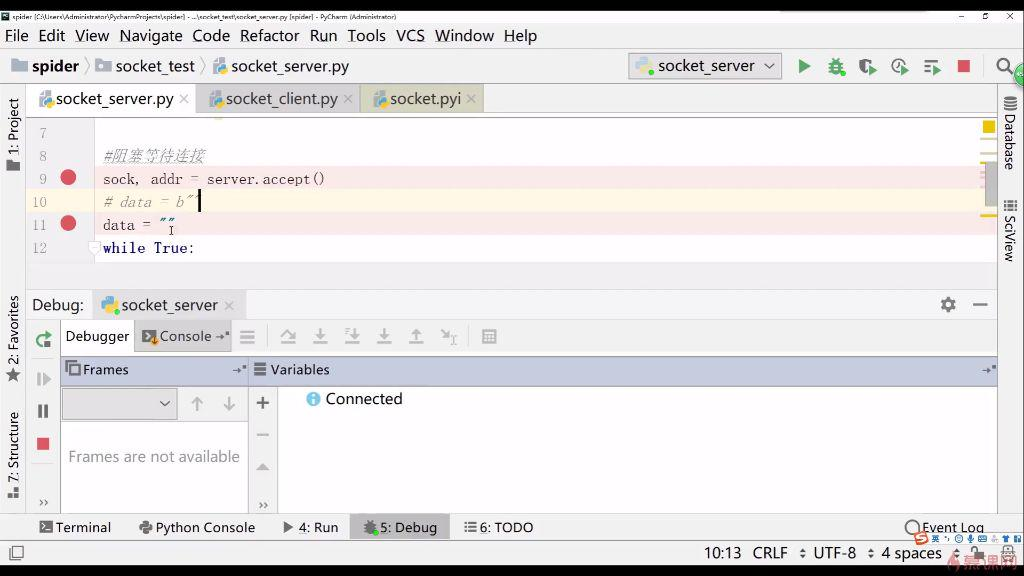 spider [C:\Users\Administrator\PycharmProjects\spider] - ...\socket_test\socket_server.py [spider] - PyCharm (Administrator)
File Edit View Navigate Code Refactor Run Tools VCS Window Help
spider socket_test socket_server.py socket_server
socket_server.py socket_client.py socket.pyi
1: Project
2: Favorites
7: Structure
Database
SciView
7
8 #阻塞等待连接
9 sock, addr = server.accept()
10 # data = b""
11 data = ""
12 while True:
Debug: socket_server
Debugger Console
Frames Variables
Connected
Frames are not available
Terminal Python Console 4: Run 5: Debug 6: TODO Event Log
10:13 CRLF UTF-8 4 spaces
慕课网